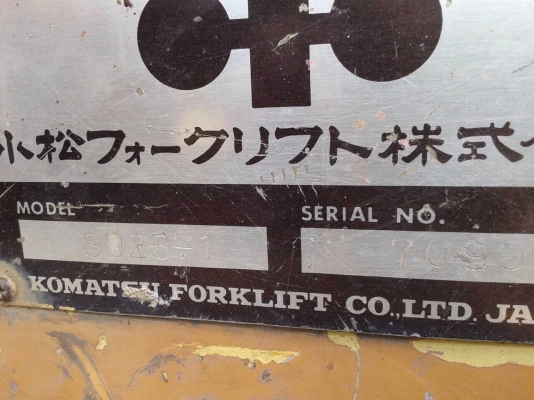 小松フォークリフト株式
MODEL SERIAL NO.
SD25-1
KOMATSU FORKLIFT CO.,LTD. JA